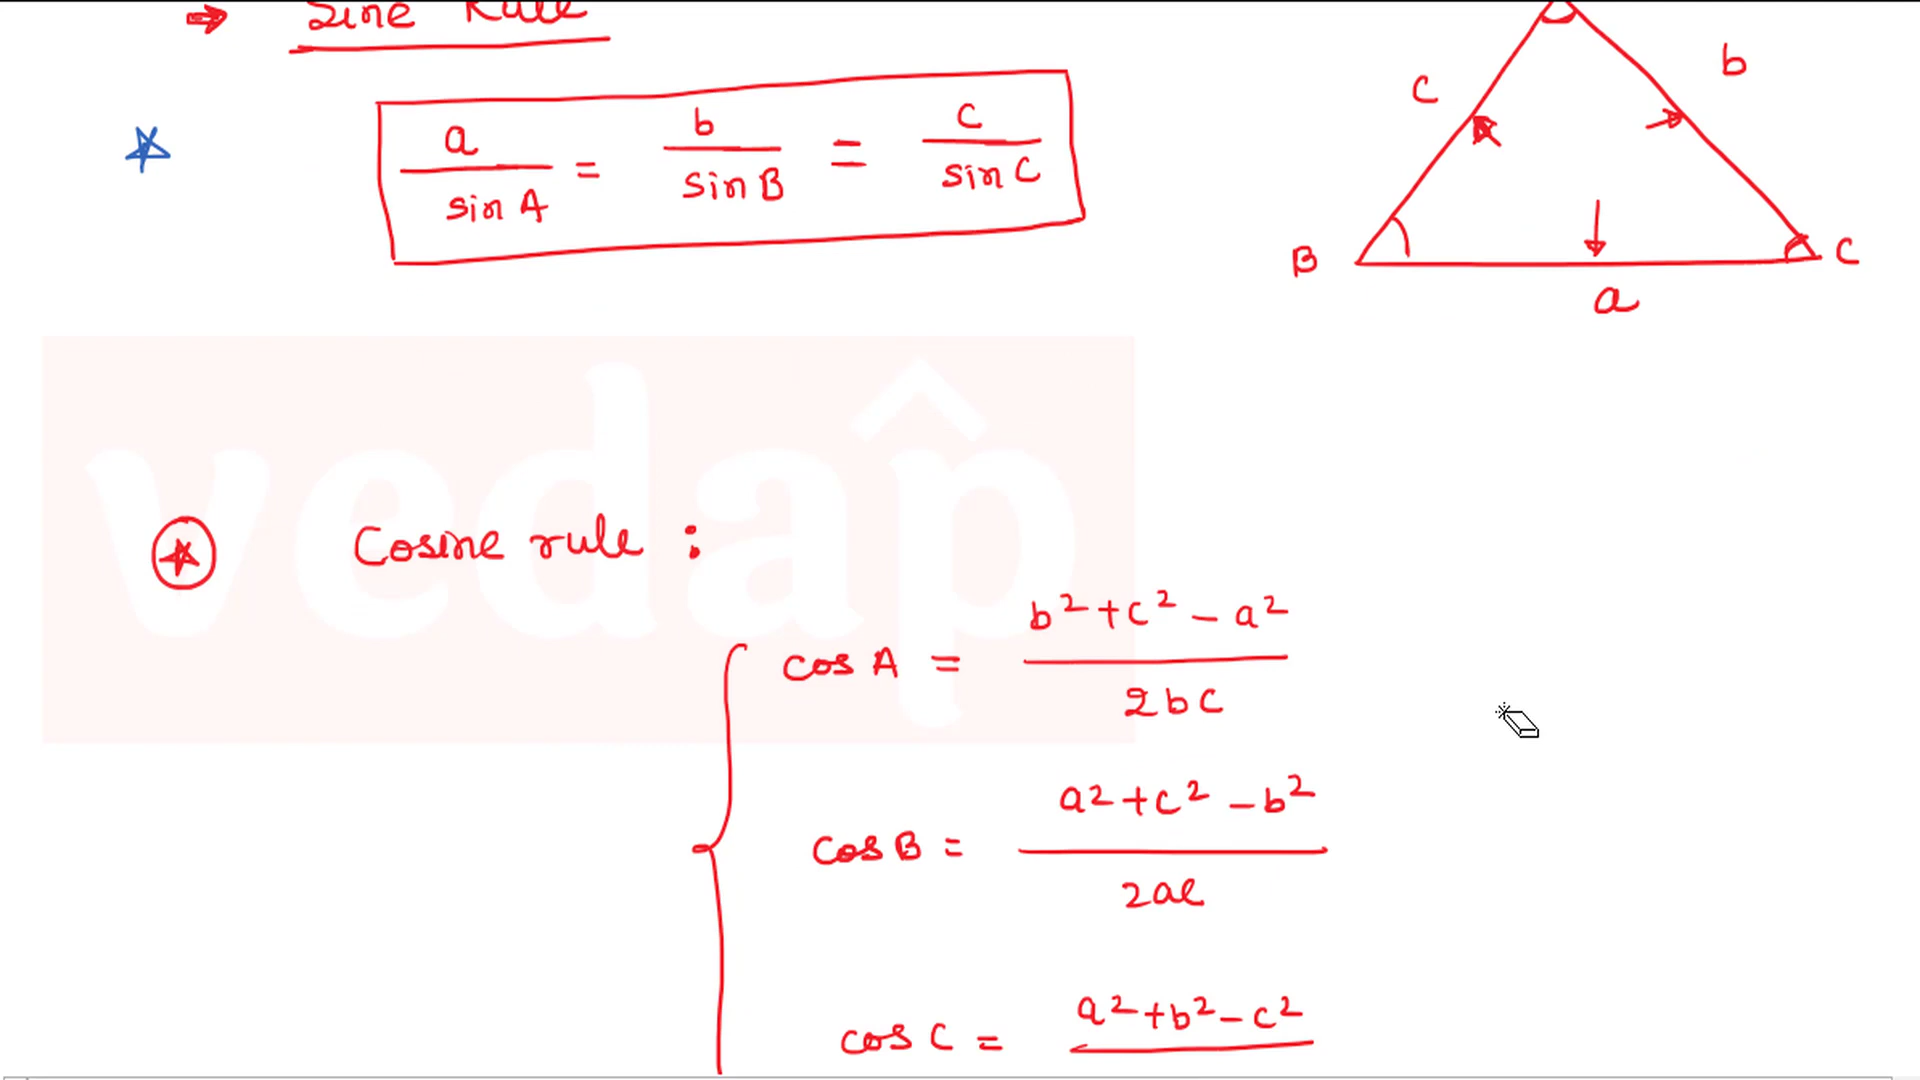 ⇒ Sine Rule
a/sin A = b/sin B = c/sin C
c
b
B
C
a
vedap̂
Cosine rule :
cos A = b²+c²-a² / 2bc
cos B = a²+c²-b² / 2ac
cos C = a²+b²-c²